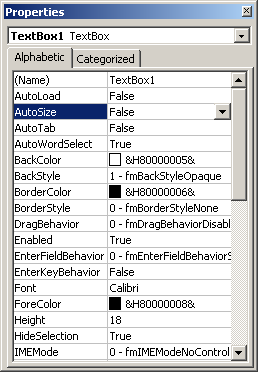 Properties
TextBox1 TextBox
Alphabetic Categorized
(Name) TextBox1
AutoLoad False
AutoSize False
AutoTab False
AutoWordSelect True
BackColor &H80000005&
BackStyle 1 - fmBackStyleOpaque
BorderColor &H80000006&
BorderStyle 0 - fmBorderStyleNone
DragBehavior 0 - fmDragBehaviorDisabl
Enabled True
EnterFieldBehavior 0 - fmEnterFieldBehaviorS
EnterKeyBehavior False
Font Calibri
ForeColor &H80000008&
Height 18
HideSelection True
IMEMode 0 - fmIMEModeNoControl